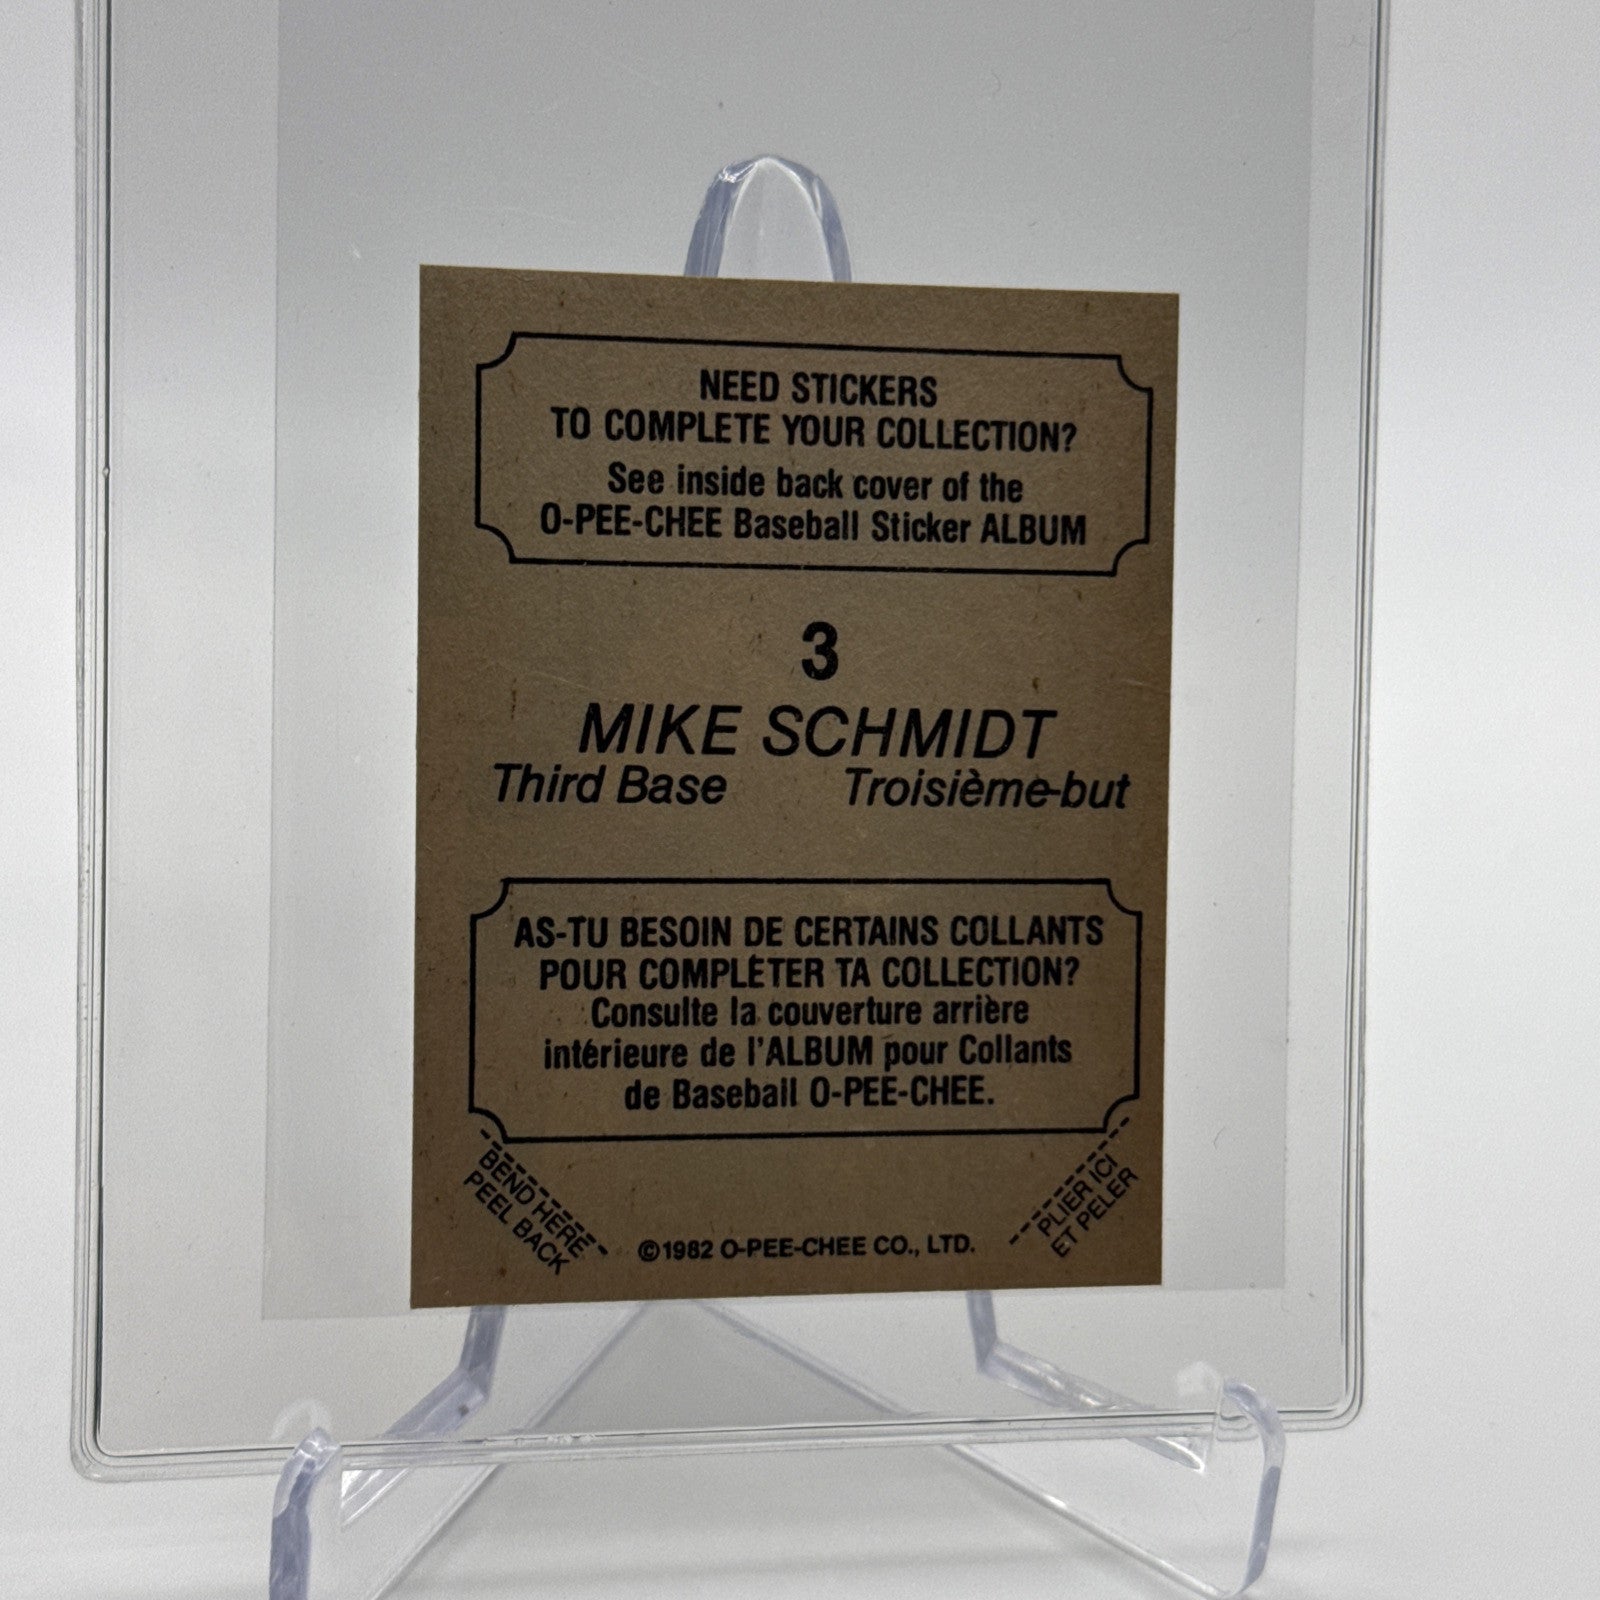 NEED STICKERS
TO COMPLETE YOUR COLLECTION?
See inside back cover of the
O-PEE-CHEE Baseball Sticker ALBUM
3
MIKE SCHMIDT
Third Base Troisième-but
AS-TU BESOIN DE CERTAINS COLLANTS
POUR COMPLÉTER TA COLLECTION?
Consulte la couverture arrière
intérieure de l'ALBUM pour Collants
de Baseball O-PEE-CHEE.
BEND HERE
PEEL BACK
©1982 O-PEE-CHEE CO., LTD.
PLIER ICI
ET PELER